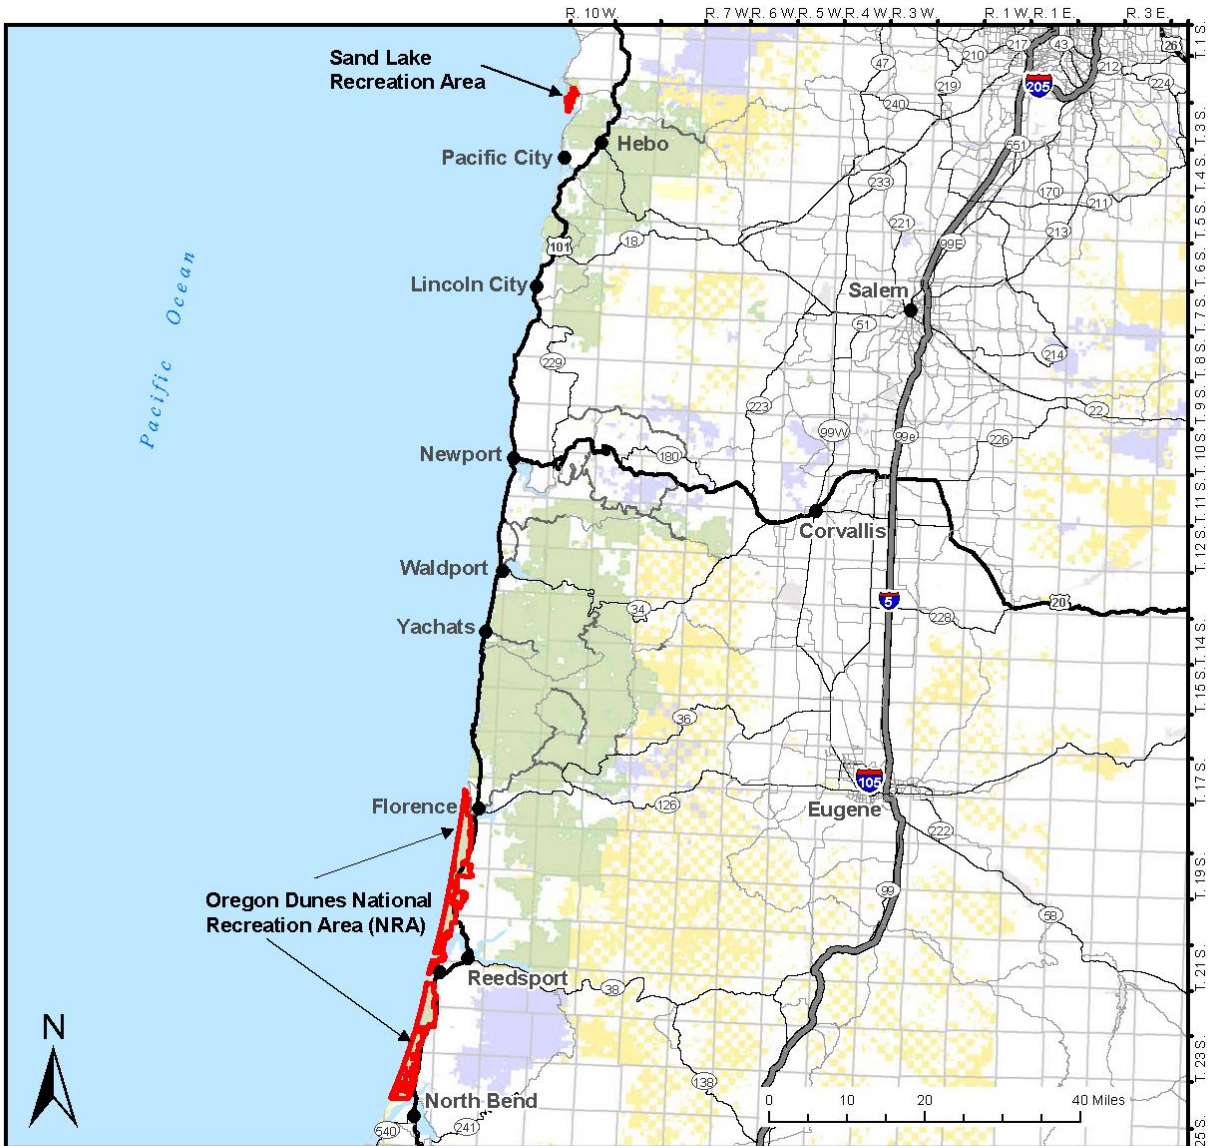 R. 10 W. R. 7 W. R. 6 W. R. 5 W. R. 4 W. R. 3 W. R. 1 W. R. 1 E. R. 3 E.
Sand Lake
Recreation Area
217
43
26
47
210
212
219
205
224
240
T.1 S.
T.3 S.
Hebo
551
Pacific City
T.4 S.
233
170
211
T.5 S.
221
213
101
18
99E
T.6 S.
Lincoln City
Salem
T.7 S.
51
214
T.8 S.
229
223
22
T.9 S.
99W
99e
226
Newport
180
T.10 S.
T.11 S.
Corvallis
T.12 S.
Waldport
5
20
34
228
Yachats
T.14 S.
T.15 S.
36
105
T.17 S.
Florence
126
Eugene
222
T.19 S.
99
Oregon Dunes National
Recreation Area (NRA)
58
T.21 S.
Reedsport
38
N
T.23 S.
138
North Bend
0 10 20 40 Miles
540
241
25S.
Pacific Ocean